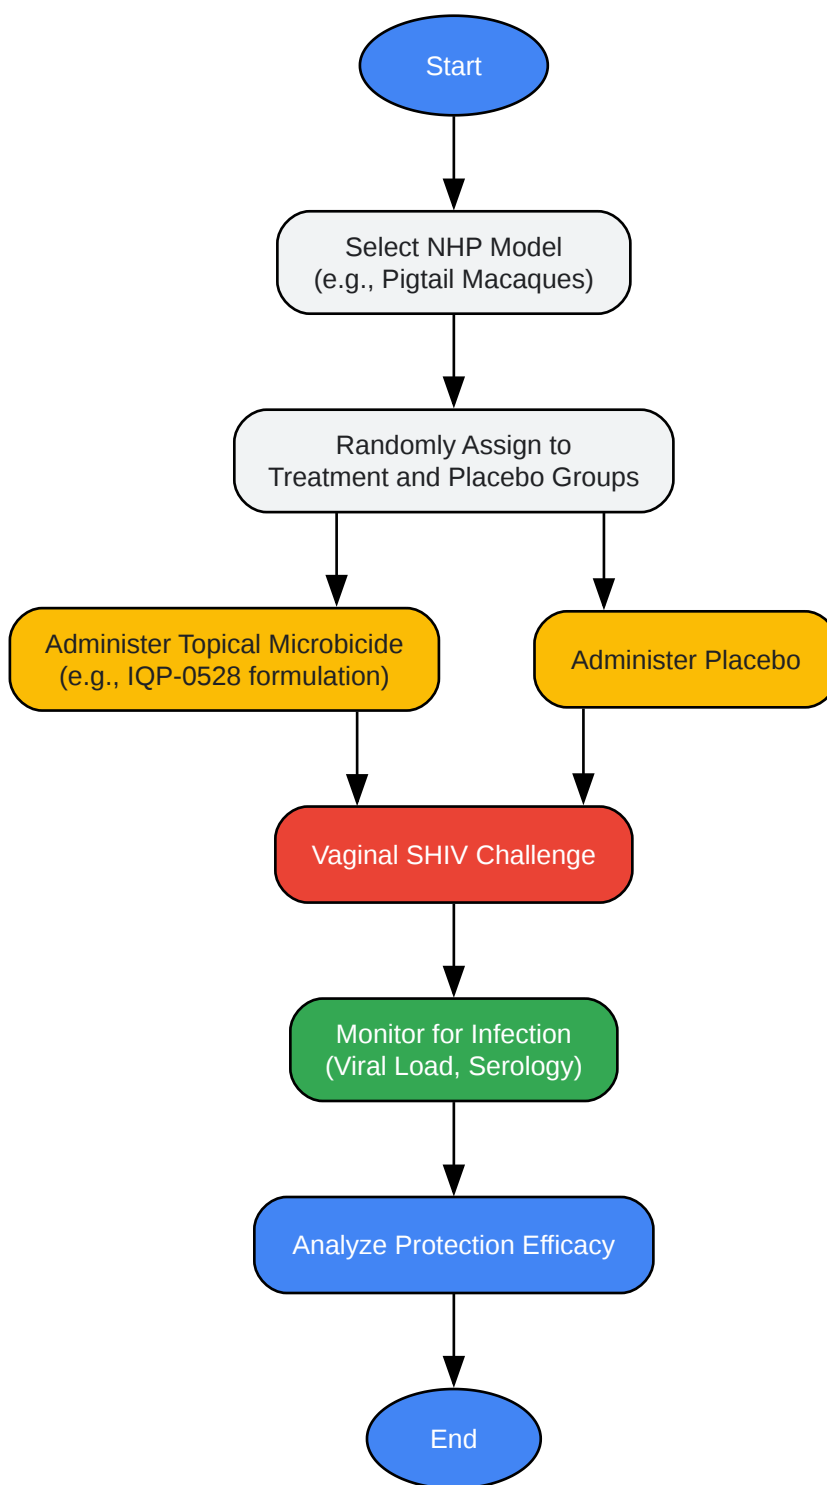 Start
Select NHP Model
(e.g., Pigtail Macaques)
Randomly Assign to
Treatment and Placebo Groups
Administer Topical Microbicide
(e.g., IQP-0528 formulation)
Administer Placebo
Vaginal SHIV Challenge
Monitor for Infection
(Viral Load, Serology)
Analyze Protection Efficacy
End